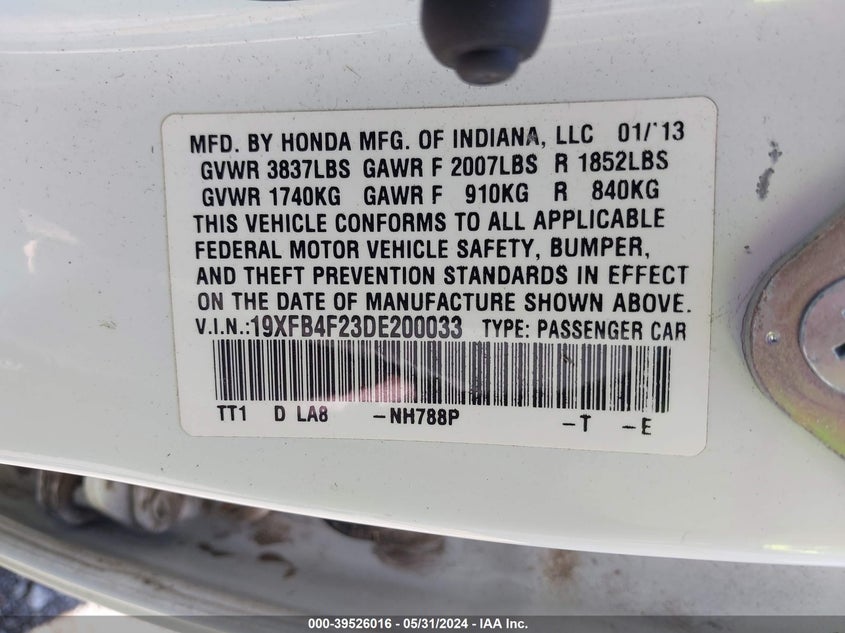 MFD. BY HONDA MFG. OF INDIANA, LLC 01/'13
GVWR 3837LBS GAWR F 2007LBS R 1852LBS
GVWR 1740KG GAWR F 910KG R 840KG
THIS VEHICLE CONFORMS TO ALL APPLICABLE
FEDERAL MOTOR VEHICLE SAFETY, BUMPER,
AND THEFT PREVENTION STANDARDS IN EFFECT
ON THE DATE OF MANUFACTURE SHOWN ABOVE.
V.I.N.:19XFB4F23DE200033 TYPE: PASSENGER CAR
TT1 D LA8 -NH788P -T -E
000-39526016 - 05/31/2024 - IAA Inc.